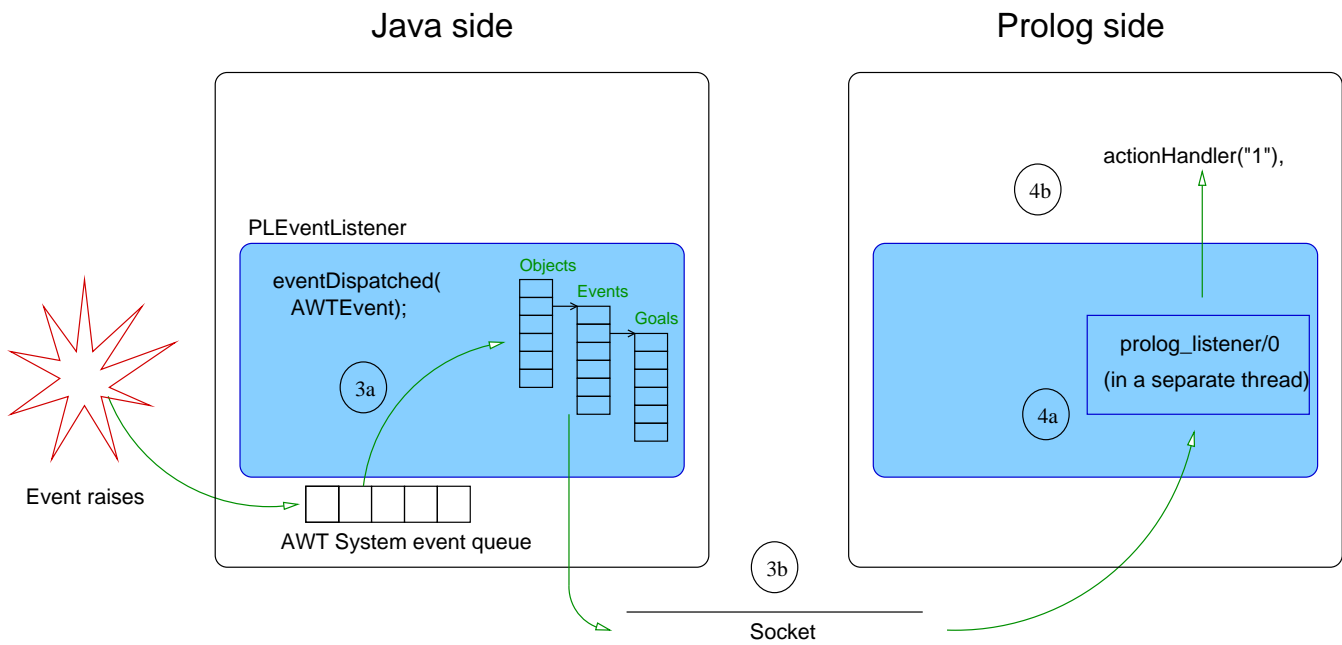 Java side
Prolog side
actionHandler("1"),
4b
PLEventListener
eventDispatched(
AWTEvent);
Objects
Events
Goals
3a
prolog_listener/0
(in a separate thread)
4a
Event raises
AWT System event queue
3b
Socket